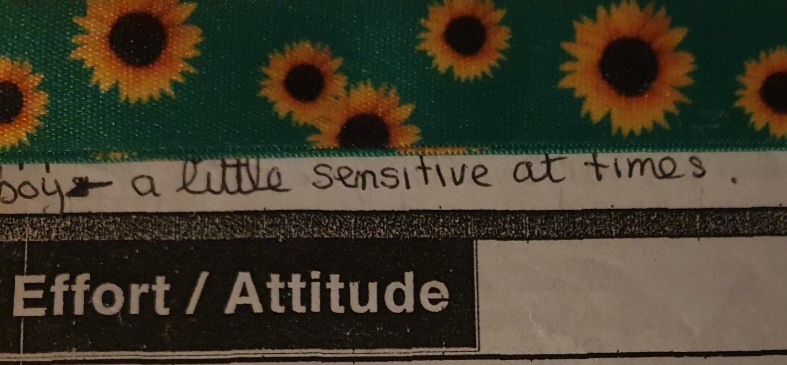 boy - a little sensitive at times.
Effort / Attitude